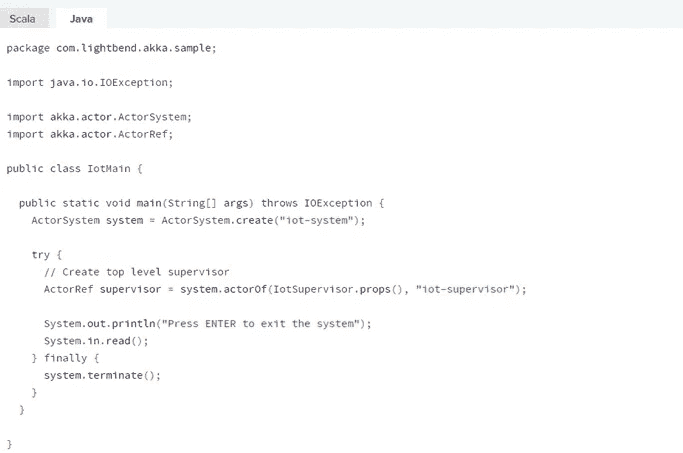 Scala Java
package com.lightbend.akka.sample;
import java.io.IOException;
import akka.actor.ActorSystem;
import akka.actor.ActorRef;
public class IotMain {
  public static void main(String[] args) throws IOException {
    ActorSystem system = ActorSystem.create("iot-system");
    try {
      // Create top level supervisor
      ActorRef supervisor = system.actorOf(IotSupervisor.props(), "iot-supervisor");
      System.out.println("Press ENTER to exit the system");
      System.in.read();
    } finally {
      system.terminate();
    }
  }
}